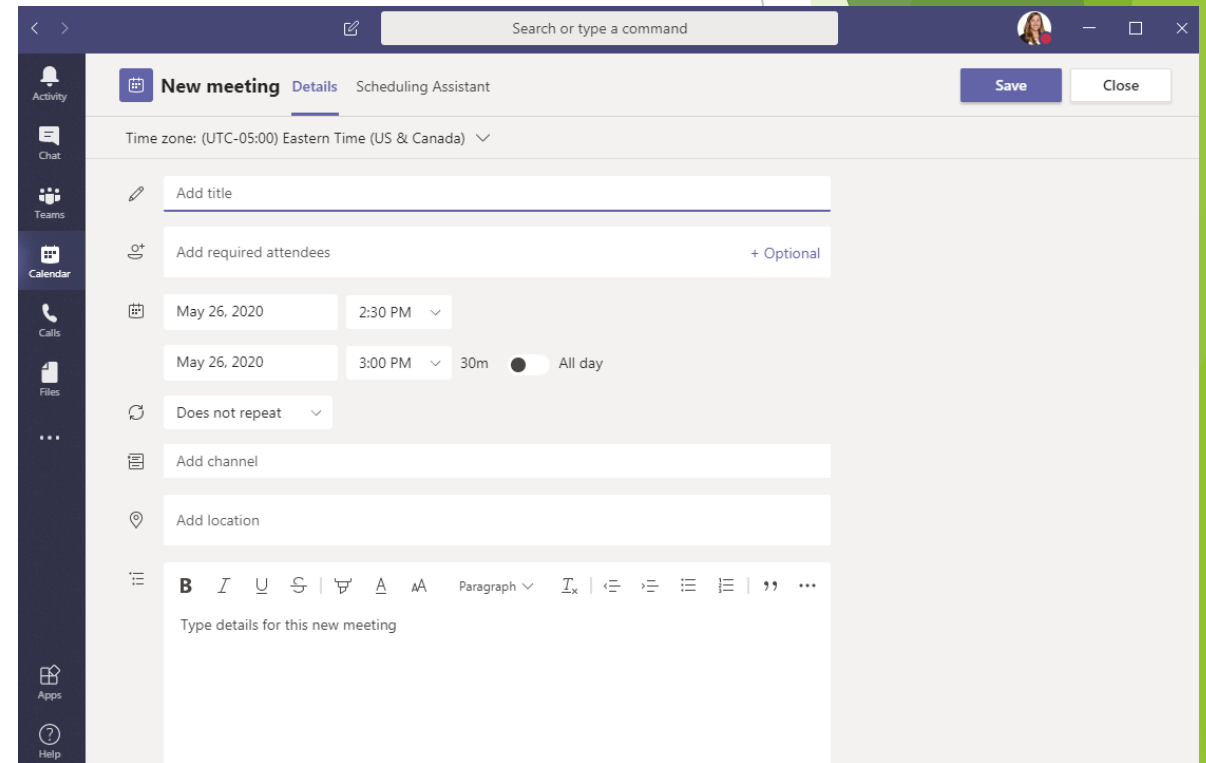 Search or type a command
Activity
Chat
Teams
Calendar
Calls
Files
Apps
Help
New meeting Details Scheduling Assistant Save Close
Time zone: (UTC-05:00) Eastern Time (US & Canada)
Add title
Add required attendees + Optional
May 26, 2020 2:30 PM
May 26, 2020 3:00 PM 30m All day
Does not repeat
Add channel
Add location
B I U S A AA Paragraph Ix
Type details for this new meeting